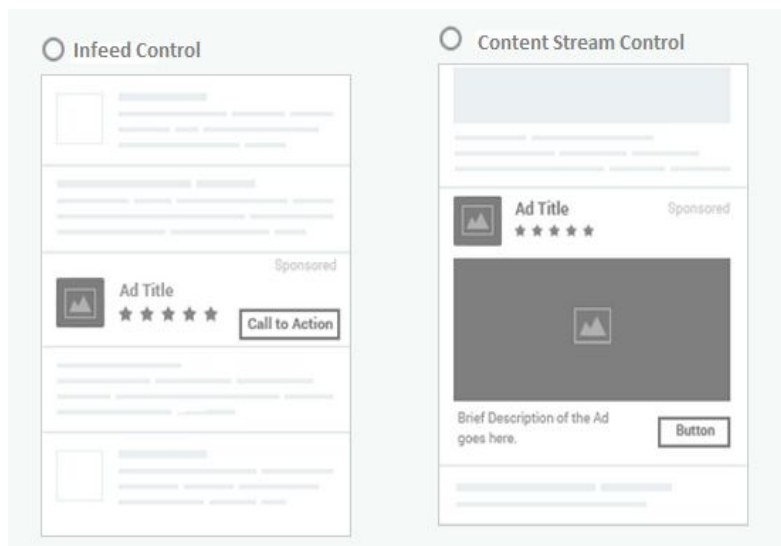 Infeed Control
Sponsored
Ad Title
Call to Action
Content Stream Control
Ad Title
Sponsored
Brief Description of the Ad
goes here.
Button